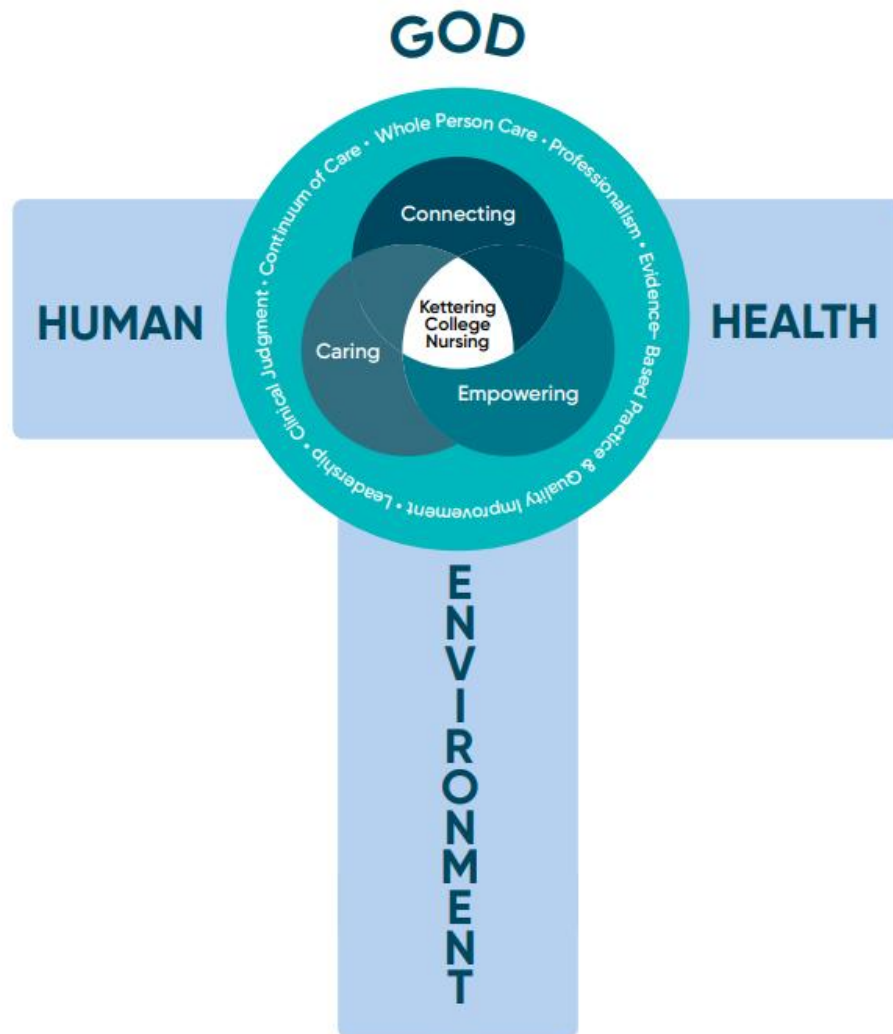 GOD
Continuum of Care • Whole Person Care • Professionalism • Evidence- Based Practice & Quality Improvement • Leadership • Clinical Judgment •
Connecting
HUMAN
Kettering
College
Nursing
HEALTH
Caring
Empowering
ENVIRONMENT